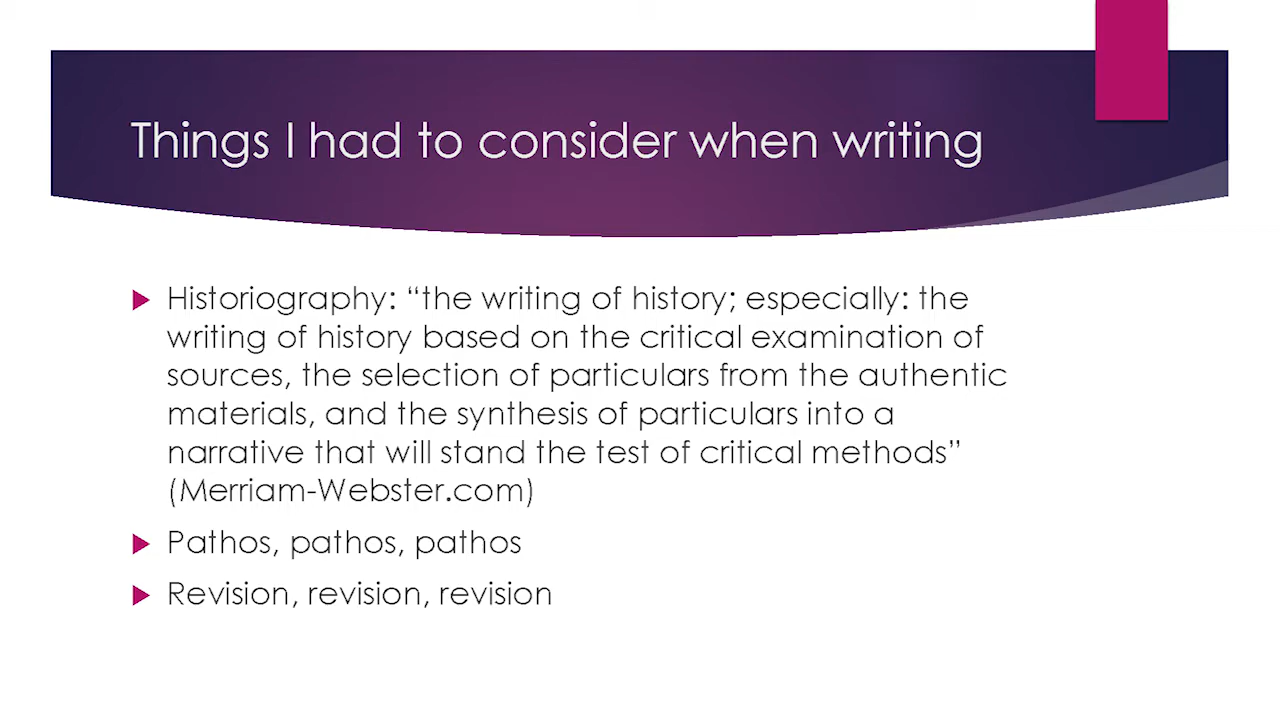 Things I had to consider when writing
Historiography: “the writing of history; especially: the
writing of history based on the critical examination of
sources, the selection of particulars from the authentic
materials, and the synthesis of particulars into a
narrative that will stand the test of critical methods”
(Merriam-Webster.com)
Pathos, pathos, pathos
Revision, revision, revision